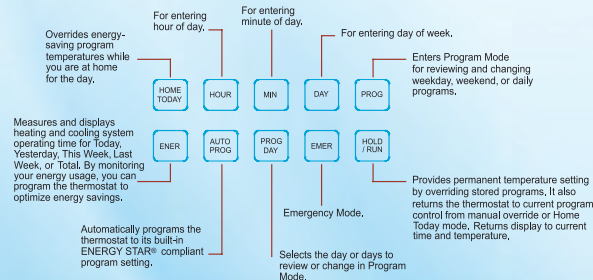 For entering
hour of day.
For entering
minute of day.
For entering day of week.
Overrides energy-
saving program
temperatures while
you are at home
for the day.
Enters Program Mode
for reviewing and changing
weekday, weekend, or daily
programs.
HOME
TODAY
HOUR
MIN
DAY
PROG
Measures and displays
heating and cooling system
operating time for Today,
Yesterday, This Week, Last
Week, or Total. By monitoring
your energy usage, you can
program the thermostat to
optimize energy savings.
ENER
AUTO
PROG
PROG
DAY
EMER
HOLD
/ RUN
Provides permanent temperature setting
by overriding stored programs. It also
returns the thermostat to current program
control from manual override or Home
Today mode. Returns display to current
time and temperature.
Emergency Mode.
Automatically programs the
thermostat to its built-in
ENERGY STAR® compliant
program setting.
Selects the day or days to
review or change in Program
Mode.